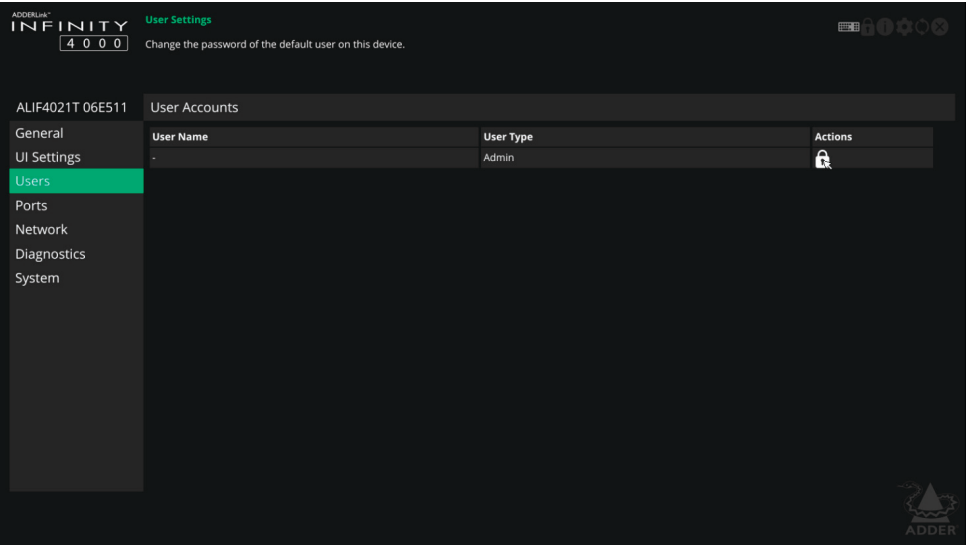 ADDERLink™
INFINITY
4000
User Settings
Change the password of the default user on this device.
ALIF4021T 06E511
User Accounts
General
UI Settings
Users
Ports
Network
Diagnostics
System
User Name User Type Actions
- Admin
ADDER